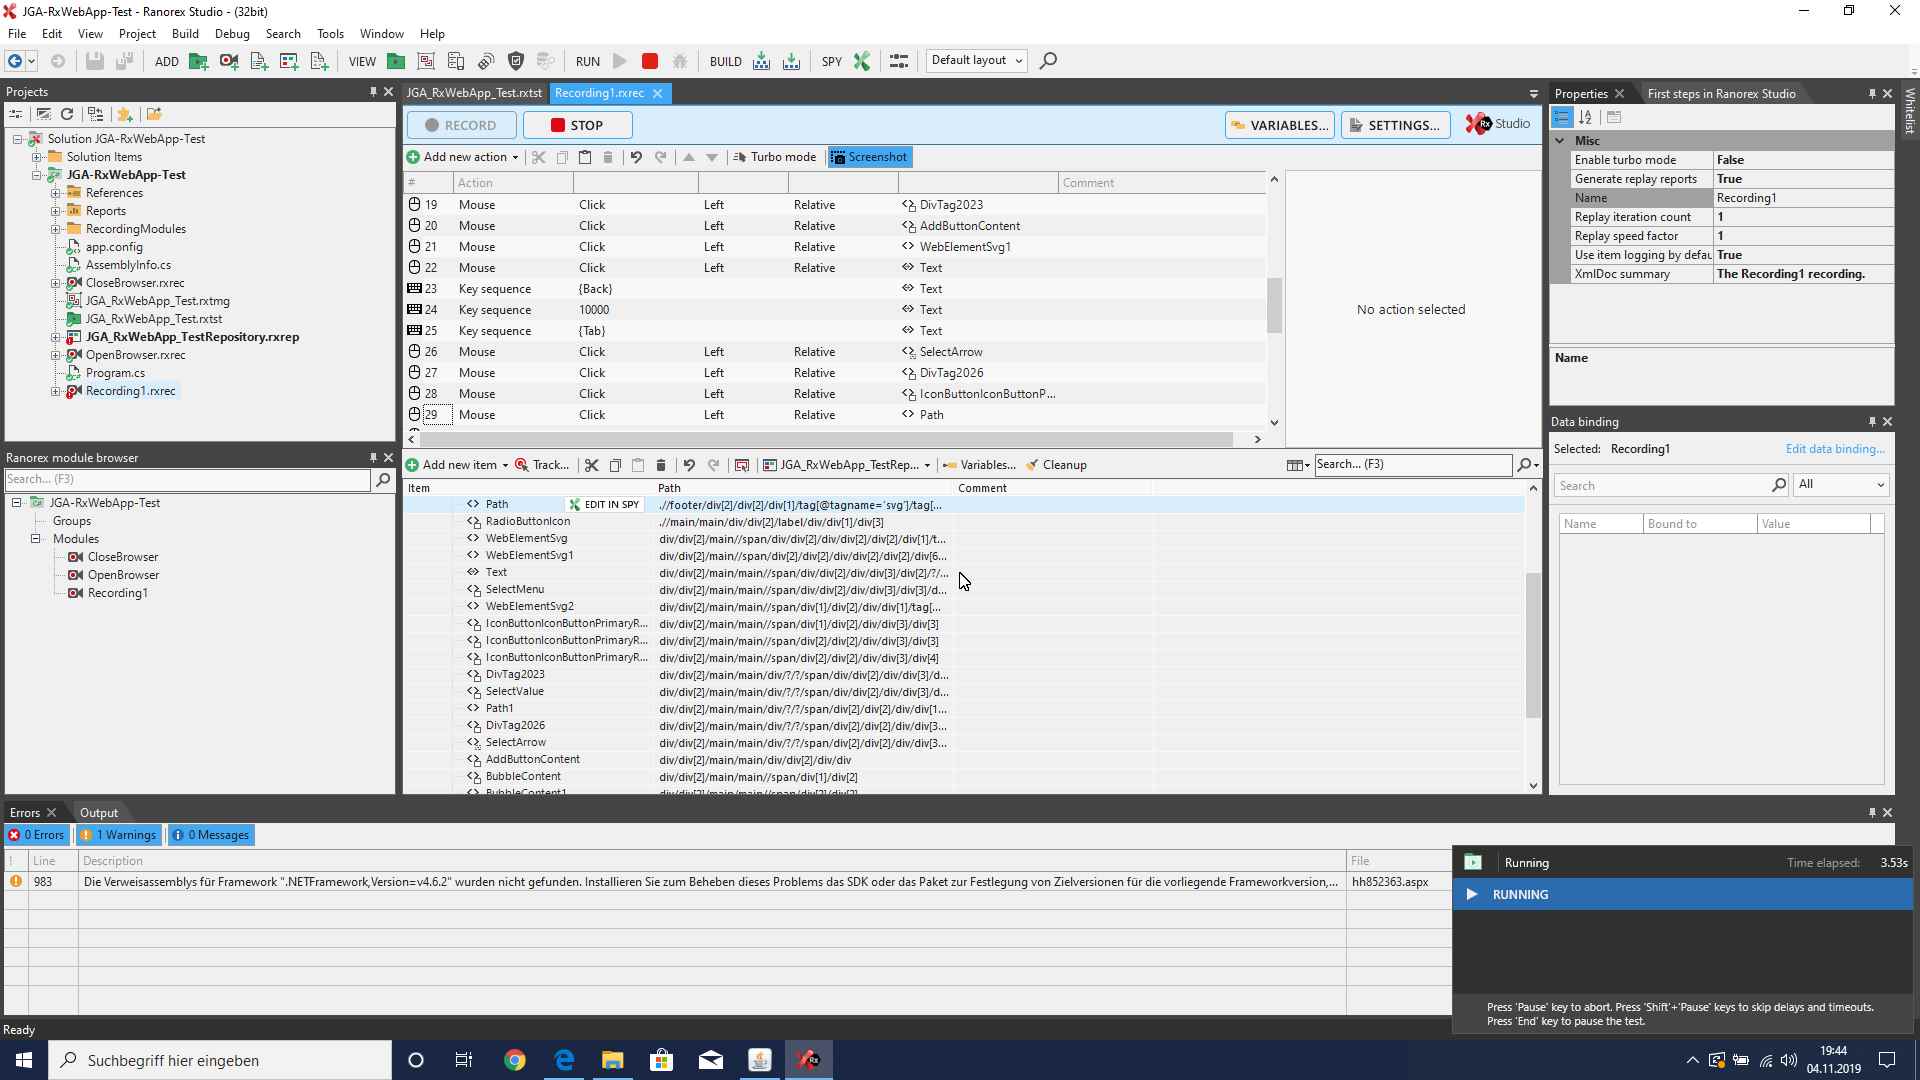 JGA-RxWebApp-Test - Ranorex Studio - (32bit)
File Edit View Project Build Debug Search Tools Window Help
ADD VIEW RUN BUILD SPY Default layout
Projects
Solution JGA-RxWebApp-Test
Solution Items
JGA-RxWebApp-Test
References
Reports
RecordingModules
app.config
AssemblyInfo.cs
CloseBrowser.rxrec
JGA_RxWebApp_Test.rxtmg
JGA_RxWebApp_Test.rxtst
JGA_RxWebApp_TestRepository.rxrep
OpenBrowser.rxrec
Program.cs
Recording1.rxrec
Ranorex module browser
Search... (F3)
JGA-RxWebApp-Test
Groups
Modules
CloseBrowser
OpenBrowser
Recording1
JGA_RxWebApp_Test.rxtst Recording1.rxrec
RECORD STOP VARIABLES... SETTINGS... Rx Studio
Add new action Turbo mode Screenshot
# Action Comment
19 Mouse Click Left Relative DivTag2023
20 Mouse Click Left Relative AddButtonContent
21 Mouse Click Left Relative WebElementSvg1
22 Mouse Click Left Relative Text
23 Key sequence {Back} Text
24 Key sequence 10000 Text
25 Key sequence {Tab} Text
26 Mouse Click Left Relative SelectArrow
27 Mouse Click Left Relative DivTag2026
28 Mouse Click Left Relative IconButtonIconButtonP...
29 Mouse Click Left Relative Path
No action selected
Add new item Track... JGA_RxWebApp_TestRep... Variables... Cleanup Search... (F3)
Item Path Comment
Path EDIT IN SPY .//footer/div[2]/div[2]/div[1]/tag[@tagname='svg']/tag[...
RadioButtonIcon .//main/main/div/div[2]/label/div/div[1]/div[3]
WebElementSvg div/div[2]/main//span/div/div[2]/div/div[2]/div[2]/div[1]/t...
WebElementSvg1 div/div[2]/main//span/div[2]/div[2]/div/div[2]/div[2]/div[6...
Text div/div[2]/main/main//span/div/div[2]/div/div[3]/div[2]/?/...
SelectMenu div/div[2]/main/main//span/div/div[2]/div/div[3]/div[3]/d...
WebElementSvg2 div/div[2]/main/main//span/div[1]/div[2]/div/div[1]/tag[...
IconButtonIconButtonPrimaryR... div/div[2]/main/main//span/div[1]/div[2]/div/div[3]/div[3]
IconButtonIconButtonPrimaryR... div/div[2]/main/main//span/div[2]/div[2]/div/div[3]/div[3]
IconButtonIconButtonPrimaryR... div/div[2]/main/main//span/div[2]/div[2]/div/div[3]/div[4]
DivTag2023 div/div[2]/main/main/div/?/?/span/div/div[2]/div/div[3]/d...
SelectValue div/div[2]/main/main/div/?/?/span/div/div[2]/div/div[3]/d...
Path1 div/div[2]/main/main/div/?/?/span/div[2]/div[2]/div/div[1...
DivTag2026 div/div[2]/main/main/div/?/?/span/div[2]/div[2]/div/div[3...
SelectArrow div/div[2]/main/main/div/?/?/span/div[2]/div[2]/div/div[3...
AddButtonContent div/div[2]/main/main/div/div[2]/div/div
BubbleContent div/div[2]/main/main//span/div[1]/div[2]
BubbleContent1 div/div[2]/main/main//span/div[2]/div[2]
Properties First steps in Ranorex Studio
Whitelist
Misc
Enable turbo mode False
Generate replay reports True
Name Recording1
Replay iteration count 1
Replay speed factor 1
Use item logging by defau True
XmlDoc summary The Recording1 recording.
Name
Data binding
Selected: Recording1 Edit data binding...
Search All
Name Bound to Value
Errors Output
0 Errors 1 Warnings 0 Messages
! Line Description File
983 Die Verweisassemblys für Framework ".NETFramework,Version=v4.6.2" wurden nicht gefunden. Installieren Sie zum Beheben dieses Problems das SDK oder das Paket zur Festlegung von Zielversionen für die vorliegende Frameworkversion,... hh852363.aspx
Running Time elapsed: 3.53s
RUNNING
Press 'Pause' key to abort. Press 'Shift'+'Pause' keys to skip delays and timeouts.
Press 'End' key to pause the test.
Ready
Suchbegriff hier eingeben
19:44
04.11.2019